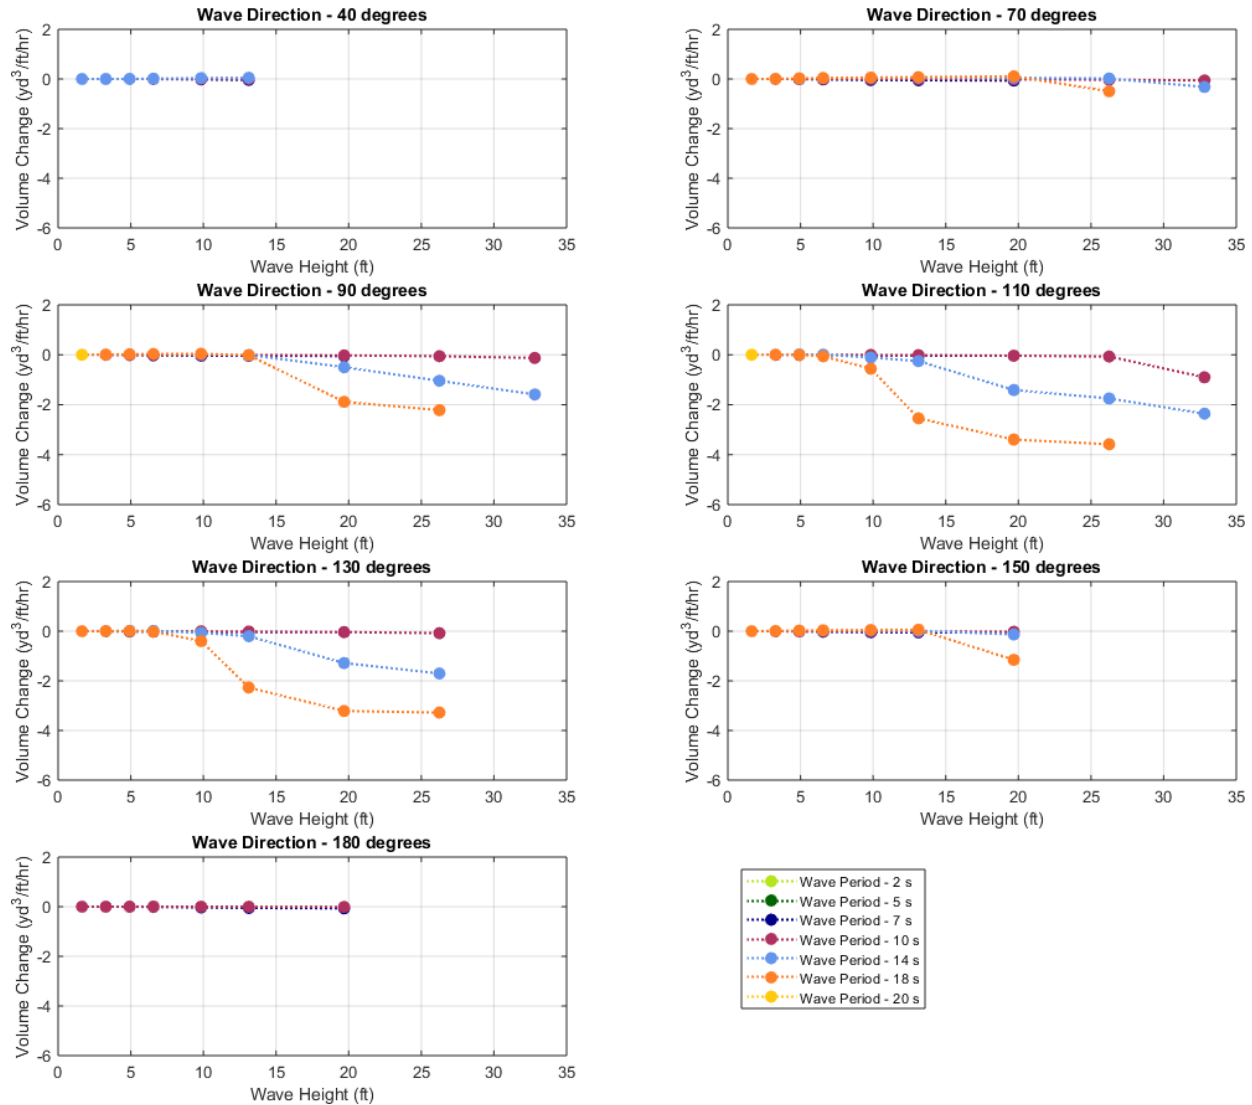 Wave Direction - 40 degrees
Volume Change (yd³/ft/hr)
2
0
-2
-4
-6
0 5 10 15 20 25 30 35
Wave Height (ft)
Wave Direction - 70 degrees
Volume Change (yd³/ft/hr)
2
0
-2
-4
-6
0 5 10 15 20 25 30 35
Wave Height (ft)
Wave Direction - 90 degrees
Volume Change (yd³/ft/hr)
2
0
-2
-4
-6
0 5 10 15 20 25 30 35
Wave Height (ft)
Wave Direction - 110 degrees
Volume Change (yd³/ft/hr)
2
0
-2
-4
-6
0 5 10 15 20 25 30 35
Wave Height (ft)
Wave Direction - 130 degrees
Volume Change (yd³/ft/hr)
2
0
-2
-4
-6
0 5 10 15 20 25 30 35
Wave Height (ft)
Wave Direction - 150 degrees
Volume Change (yd³/ft/hr)
2
0
-2
-4
-6
0 5 10 15 20 25 30 35
Wave Height (ft)
Wave Direction - 180 degrees
Volume Change (yd³/ft/hr)
2
0
-2
-4
-6
0 5 10 15 20 25 30 35
Wave Height (ft)
Wave Period - 2 s
Wave Period - 5 s
Wave Period - 7 s
Wave Period - 10 s
Wave Period - 14 s
Wave Period - 18 s
Wave Period - 20 s